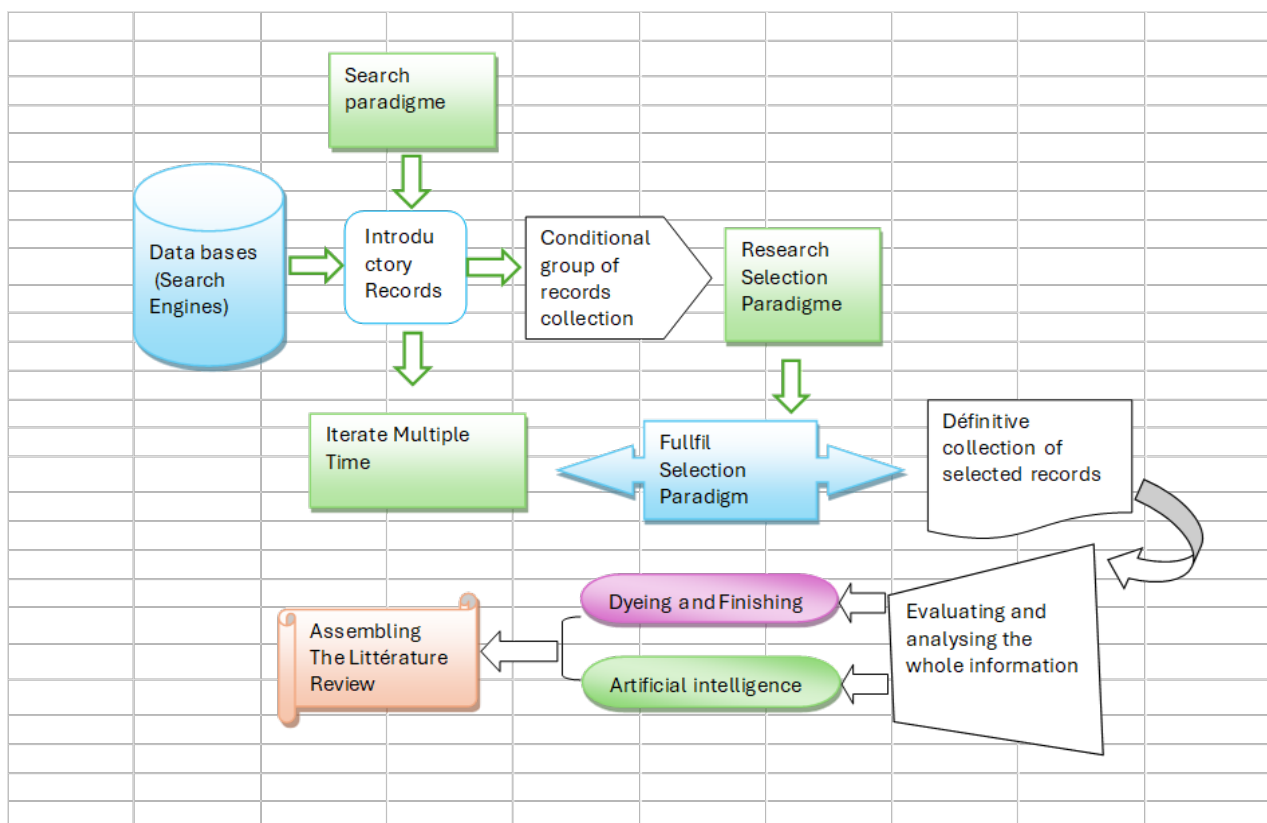 Search
paradigme
Data bases
(Search
Engines)
Introdu
ctory
Records
Conditional
group of
records
collection
Research
Selection
Paradigme
Iterate Multiple
Time
Fullfil
Selection
Paradigm
Définitive
collection of
selected records
Evaluating and
analysing the
whole information
Dyeing and Finishing
Artificial intelligence
Assembling
The Littérature
Review